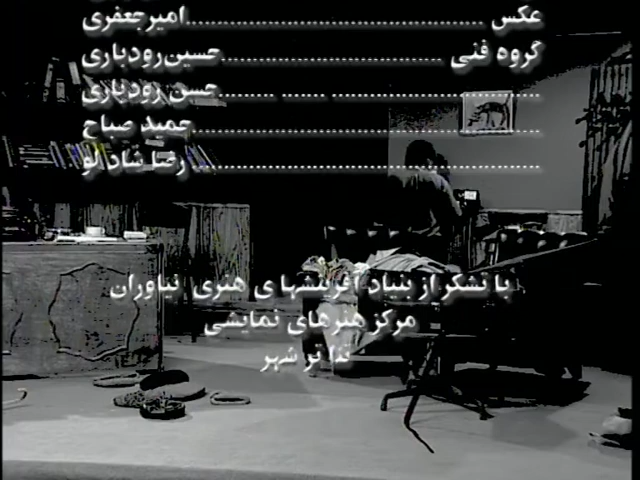 عکس ........................................ امیرجعفری
گروه فنی ........................................ حسین‌رودباری
........................................ حسن رودباری
........................................ حمید صباح
........................................ رضا شادلو
با تشکر از بنیاد آفرینشهای هنری نیاوران
مرکز هنرهای نمایشی
تئاتر شهر